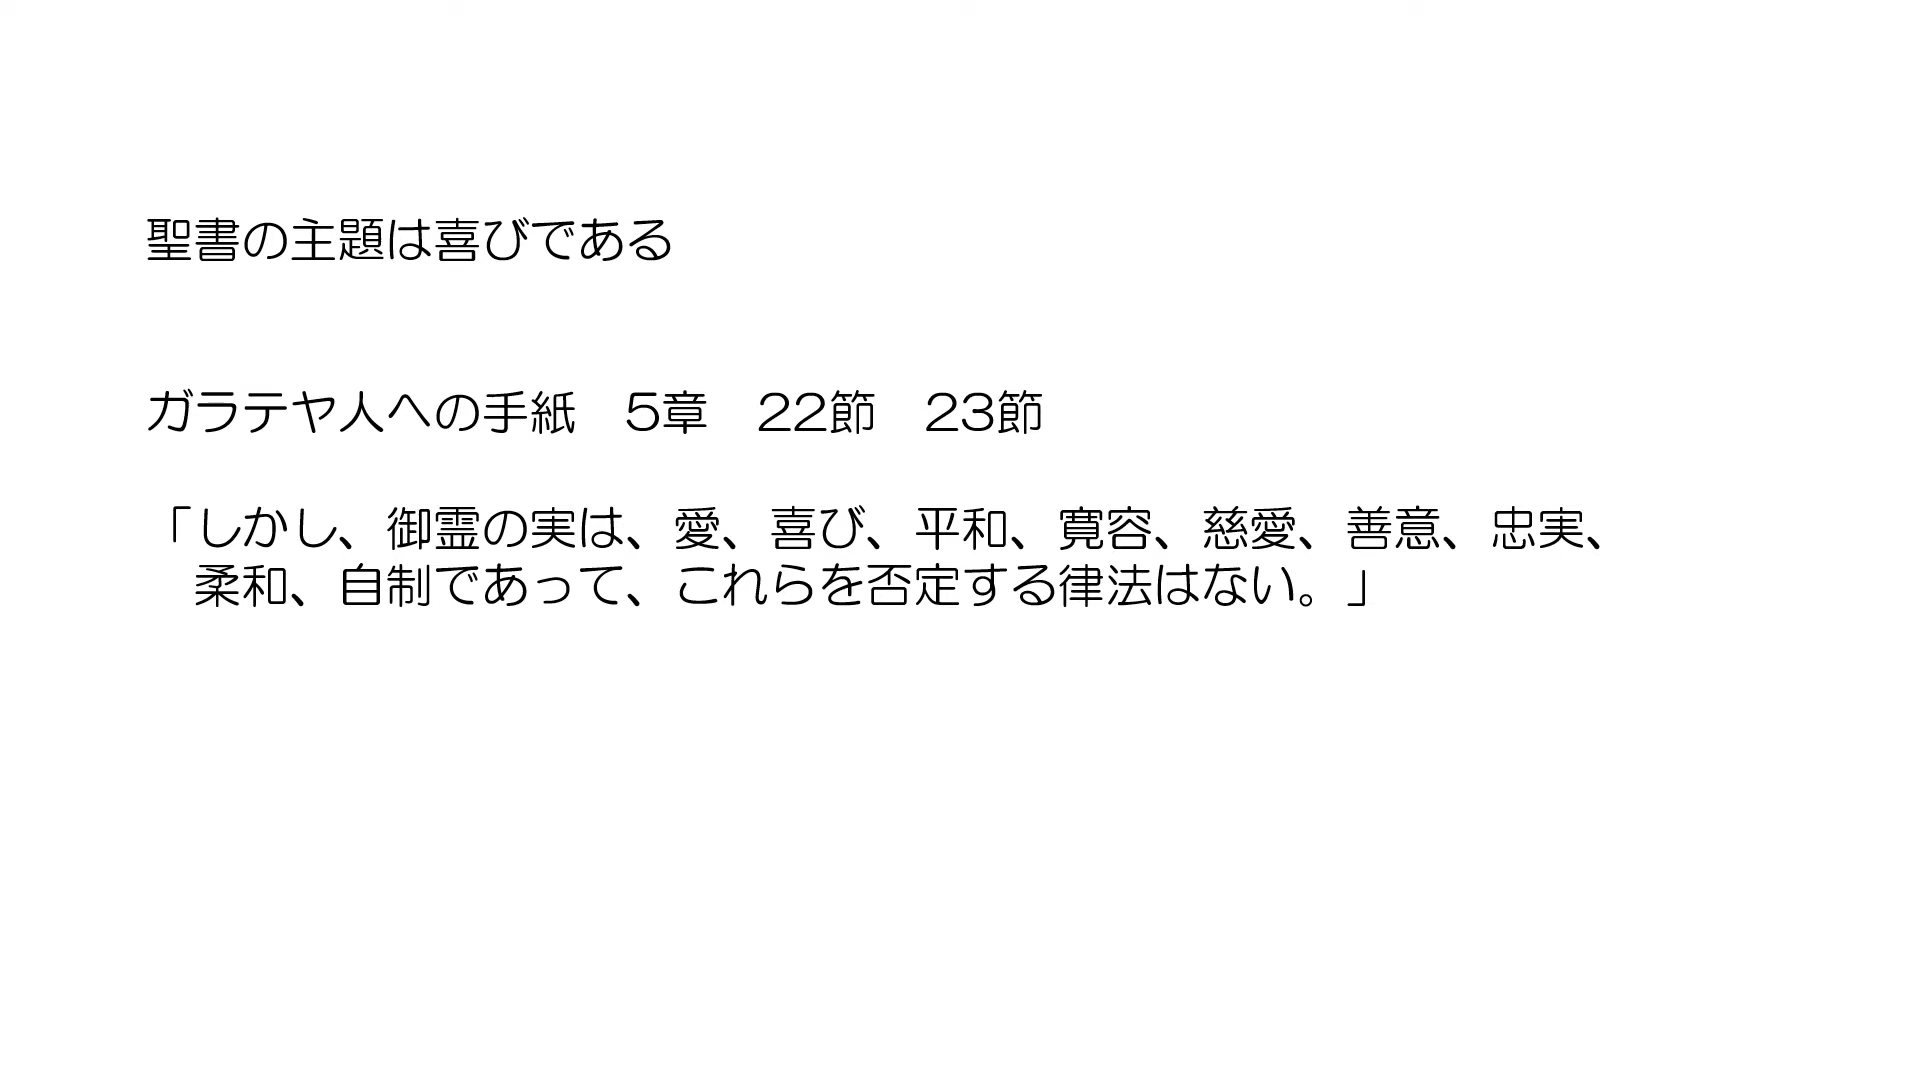 聖書の主題は喜びである
ガラテヤ人への手紙　5章　22節　23節
「しかし、御霊の実は、愛、喜び、平和、寛容、慈愛、善意、忠実、
柔和、自制であって、これらを否定する律法はない。」